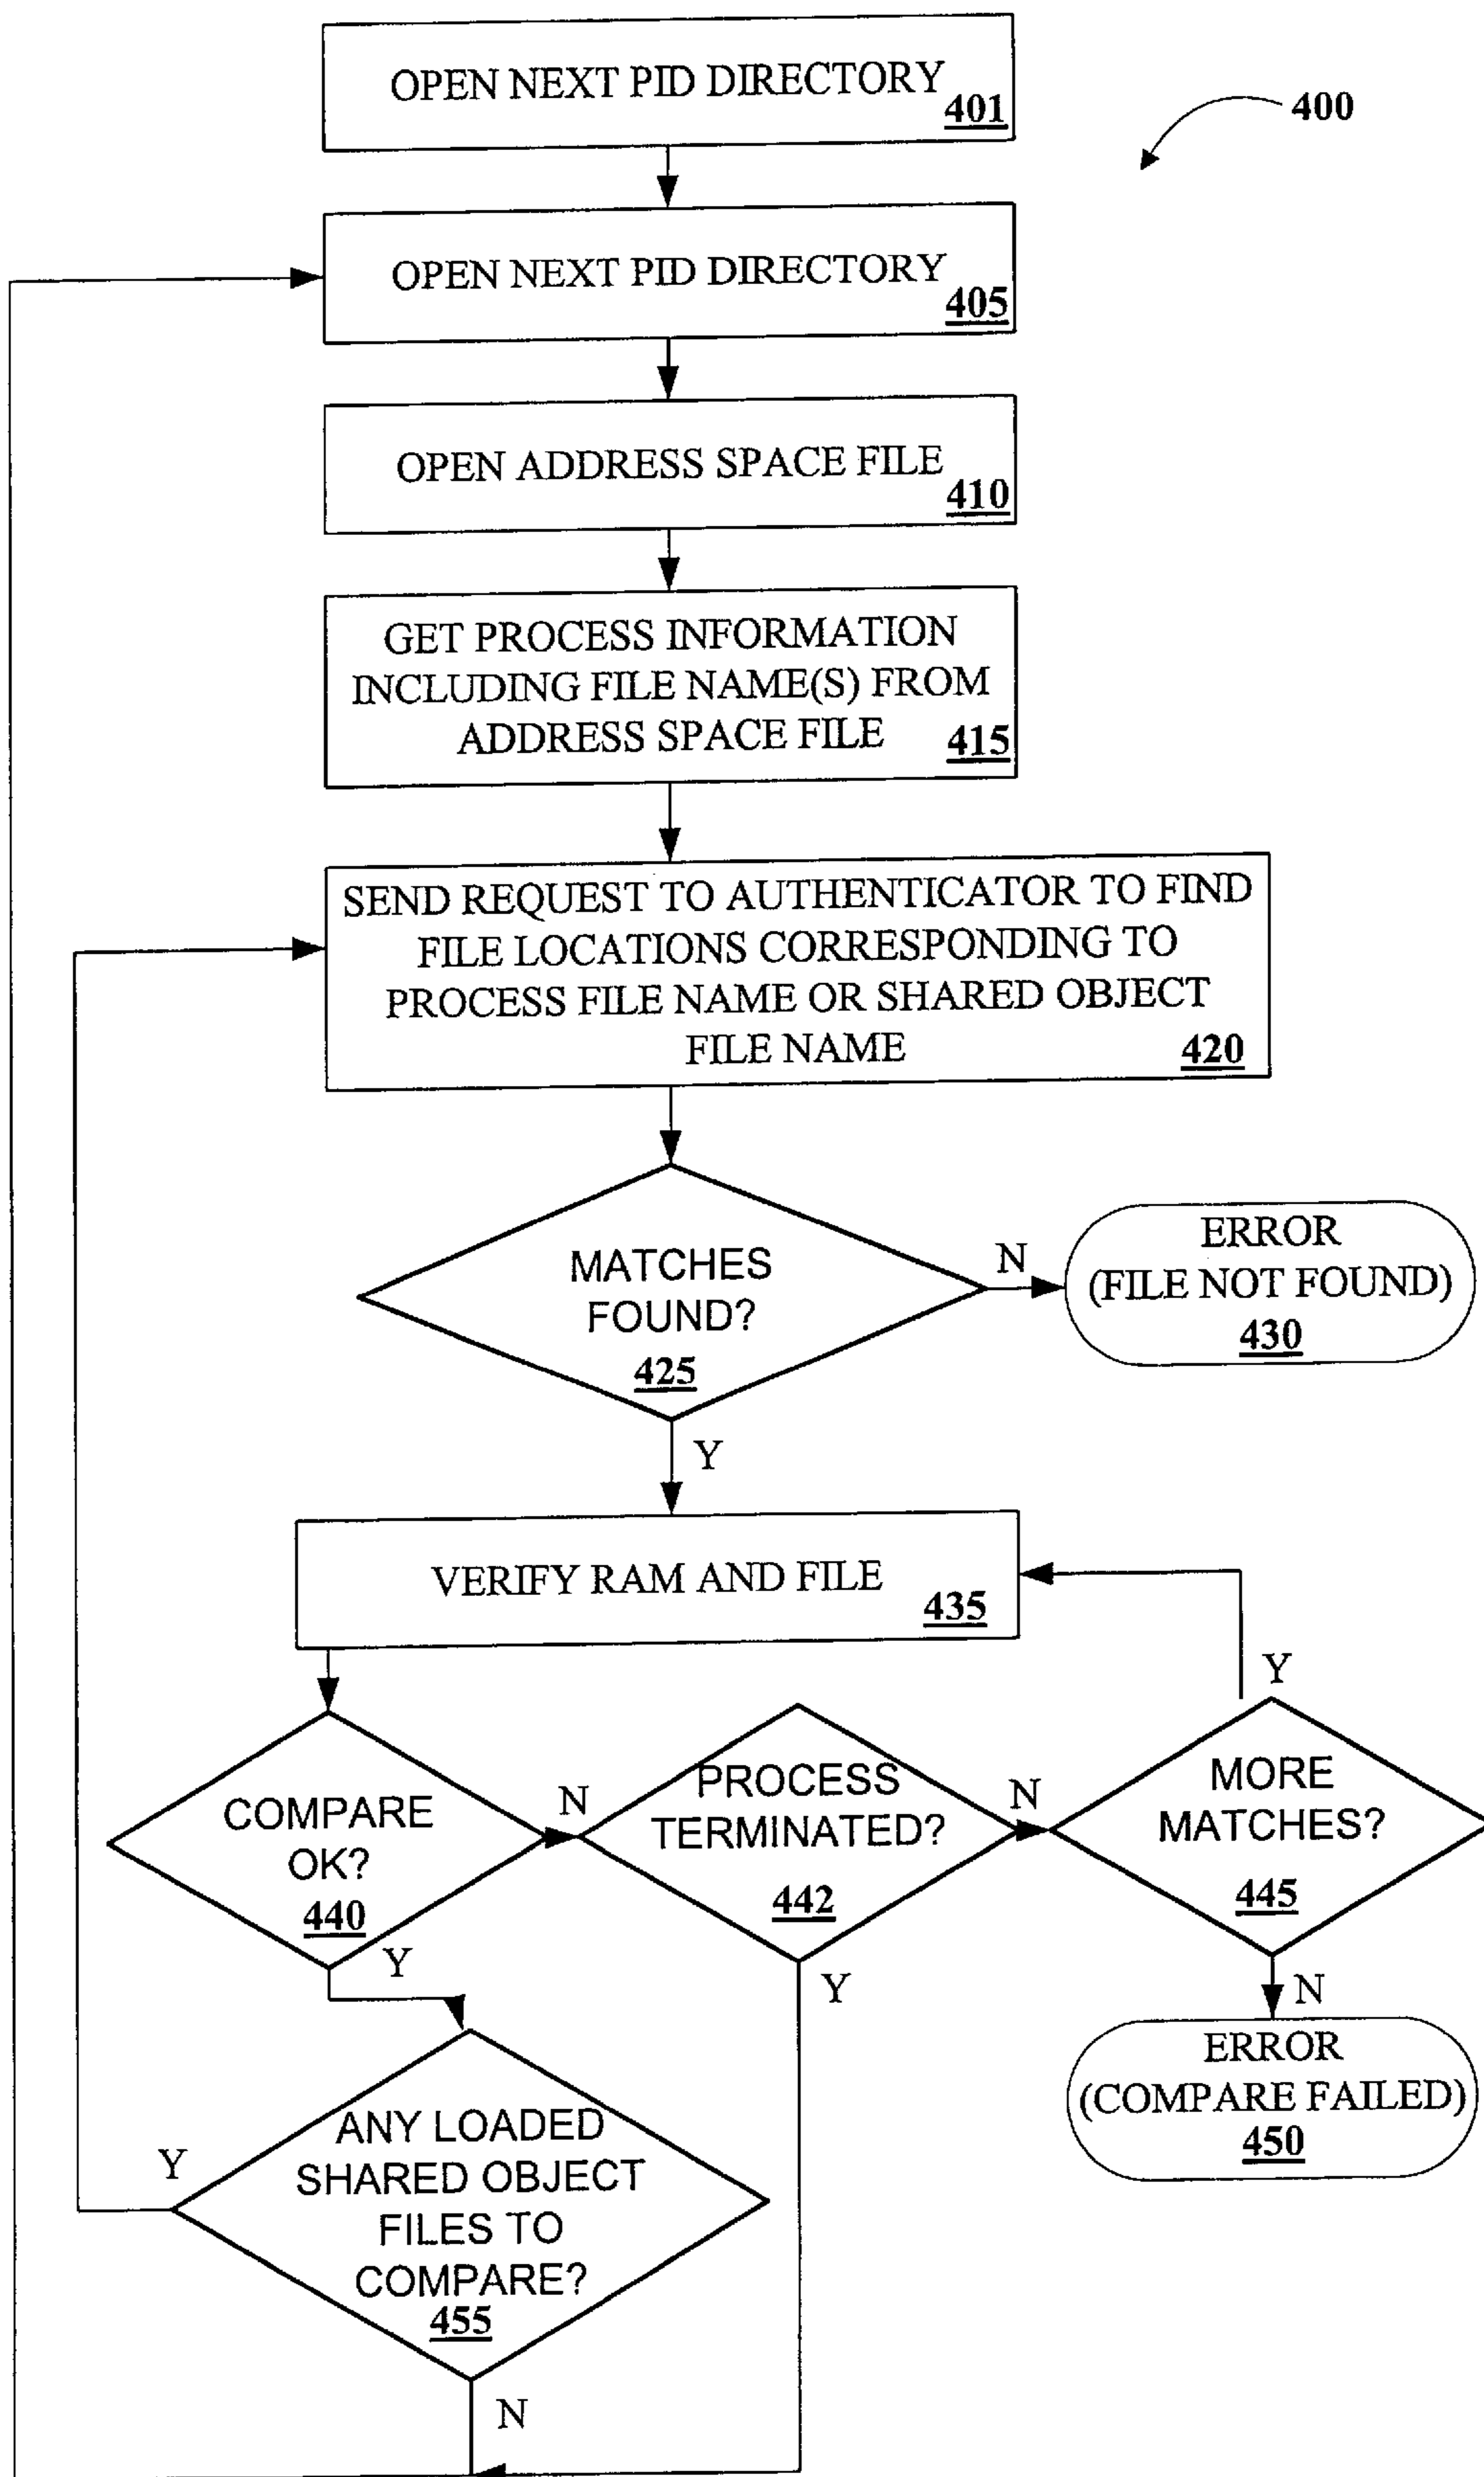 OPEN NEXT PID DIRECTORY
401
400
OPEN NEXT PID DIRECTORY
405
OPEN ADDRESS SPACE FILE
410
GET PROCESS INFORMATION
INCLUDING FILE NAME(S) FROM
ADDRESS SPACE FILE
415
SEND REQUEST TO AUTHENTICATOR TO FIND
FILE LOCATIONS CORRESPONDING TO
PROCESS FILE NAME OR SHARED OBJECT
FILE NAME
420
MATCHES
FOUND?
425
N
ERROR
(FILE NOT FOUND)
430
Y
VERIFY RAM AND FILE
435
Y
COMPARE
OK?
440
N
PROCESS
TERMINATED?
442
N
MORE
MATCHES?
445
Y
Y
N
ERROR
(COMPARE FAILED)
450
ANY LOADED
SHARED OBJECT
FILES TO
COMPARE?
455
Y
N